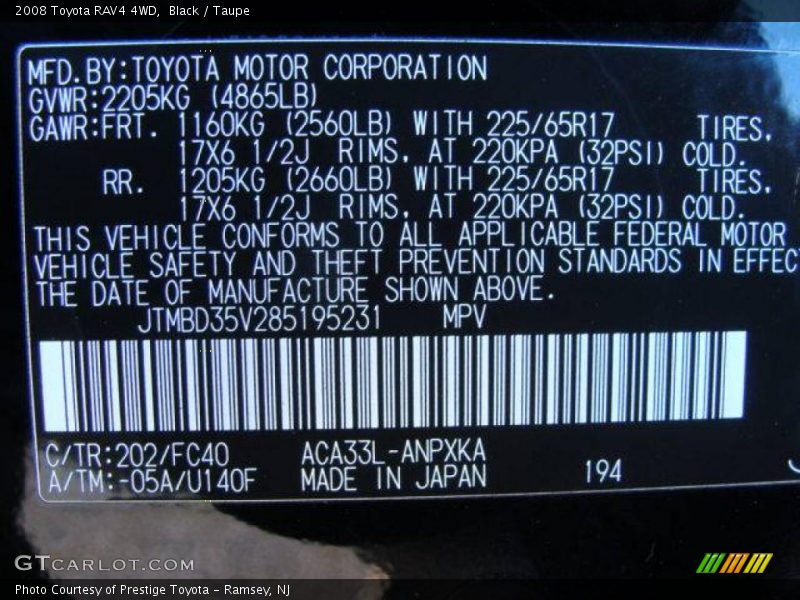 2008 Toyota RAV4 4WD, Black / Taupe
MFD.BY:TOYOTA MOTOR CORPORATION
GVWR:2205KG (4865LB)
GAWR:FRT. 1160KG (2560LB) WITH 225/65R17 TIRES,
17X6 1/2J RIMS, AT 220KPA (32PSI) COLD.
RR. 1205KG (2660LB) WITH 225/65R17 TIRES,
17X6 1/2J RIMS, AT 220KPA (32PSI) COLD.
THIS VEHICLE CONFORMS TO ALL APPLICABLE FEDERAL MOTOR
VEHICLE SAFETY AND THEFT PREVENTION STANDARDS IN EFFEC
THE DATE OF MANUFACTURE SHOWN ABOVE.
JTMBD35V285195231 MPV
C/TR:202/FC40 ACA33L-ANPXKA
A/TM:-05A/U140F MADE IN JAPAN 194
GTCARLOT.COM
Photo Courtesy of Prestige Toyota - Ramsey, NJ